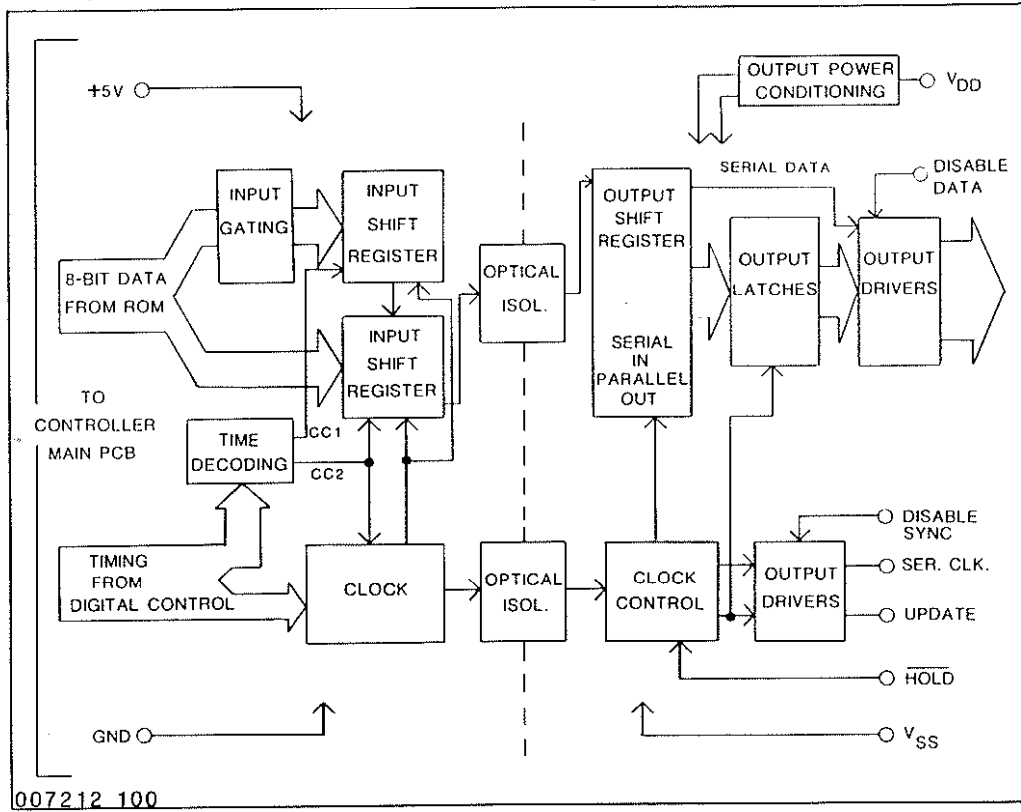 +5V
OUTPUT POWER
CONDITIONING
VDD
INPUT
GATING
INPUT
SHIFT
REGISTER
OUTPUT
SHIFT
REGISTER
SERIAL
IN
PARALLEL
OUT
SERIAL DATA
DISABLE
DATA
8-BIT DATA
FROM ROM
OPTICAL
ISOL.
OUTPUT
LATCHES
OUTPUT
DRIVERS
INPUT
SHIFT
REGISTER
TO
CONTROLLER
MAIN PCB
TIME
DECODING
CC1
CC2
TIMING
FROM
DIGITAL CONTROL
CLOCK
OPTICAL
ISOL.
CLOCK
CONTROL
OUTPUT
DRIVERS
DISABLE
SYNC
SER. CLK.
UPDATE
HOLD
GND
VSS
007212 100